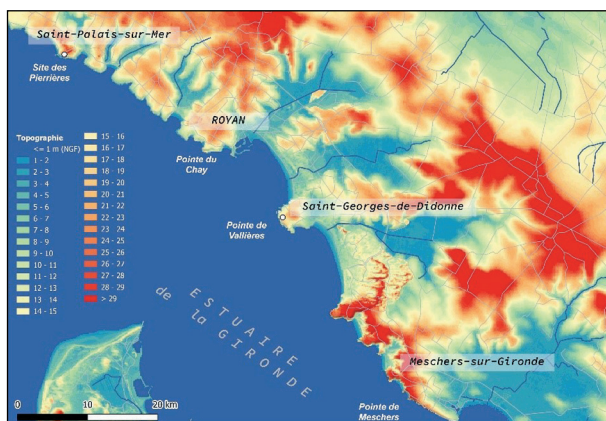 Saint-Palais-sur-Mer
Site des
Pierrières
ROYAN
Pointe du
Chay
Saint-Georges-de-Didonne
Pointe de
Vallières
Topographie
<= 1 m (NGF)
1 - 2
2 - 3
3 - 4
4 - 5
5 - 6
6 - 7
7 - 8
8 - 9
9 - 10
10 - 11
11 - 12
12 - 13
13 - 14
14 - 15
15 - 16
16 - 17
17 - 18
18 - 19
19 - 20
20 - 21
21 - 22
22 - 23
23 - 24
24 - 25
25 - 26
26 - 27
27 - 28
28 - 29
> 29
ESTUAIRE
de la GIRONDE
Meschers-sur-Gironde
Pointe de
Meschers
0 10 20 km